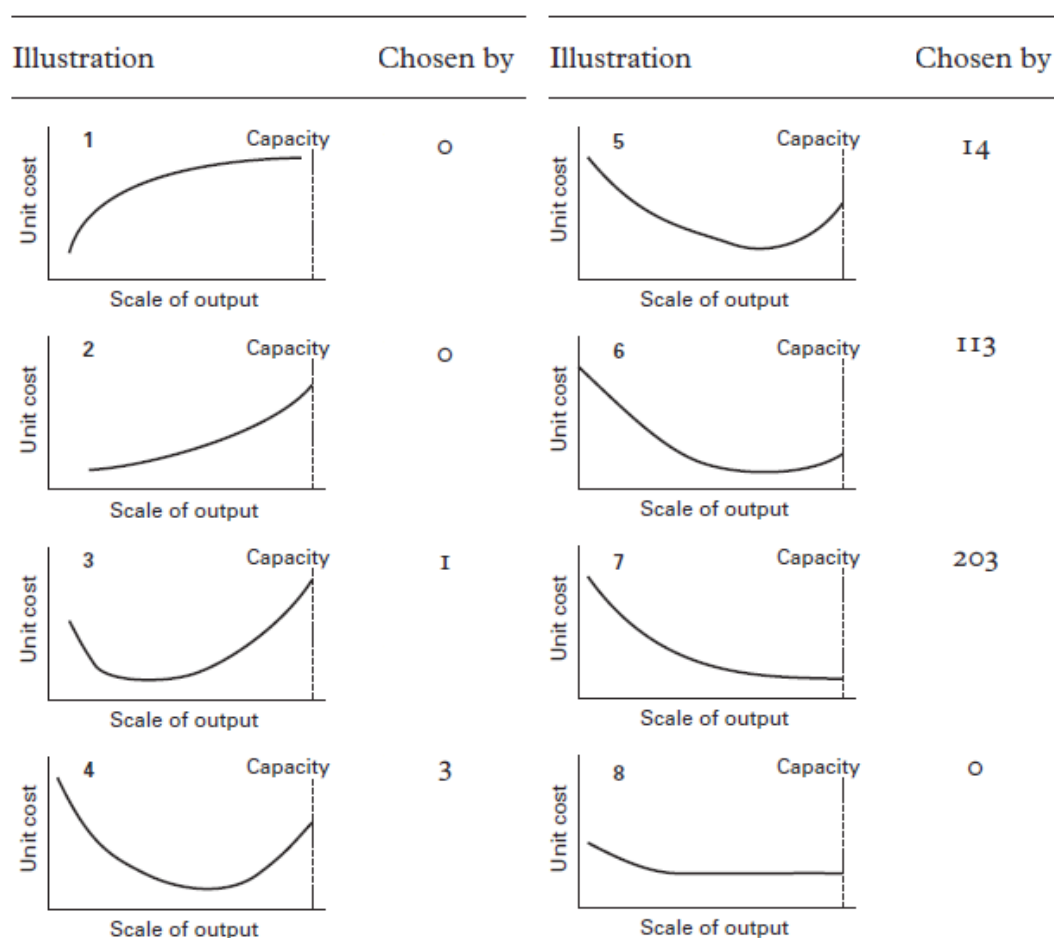 Illustration Chosen by Illustration Chosen by
1 Capacity 0
Unit cost
Scale of output
5 Capacity 14
Unit cost
Scale of output
2 Capacity 0
Unit cost
Scale of output
6 Capacity 113
Unit cost
Scale of output
3 Capacity 1
Unit cost
Scale of output
7 Capacity 203
Unit cost
Scale of output
4 Capacity 3
Unit cost
Scale of output
8 Capacity 0
Unit cost
Scale of output